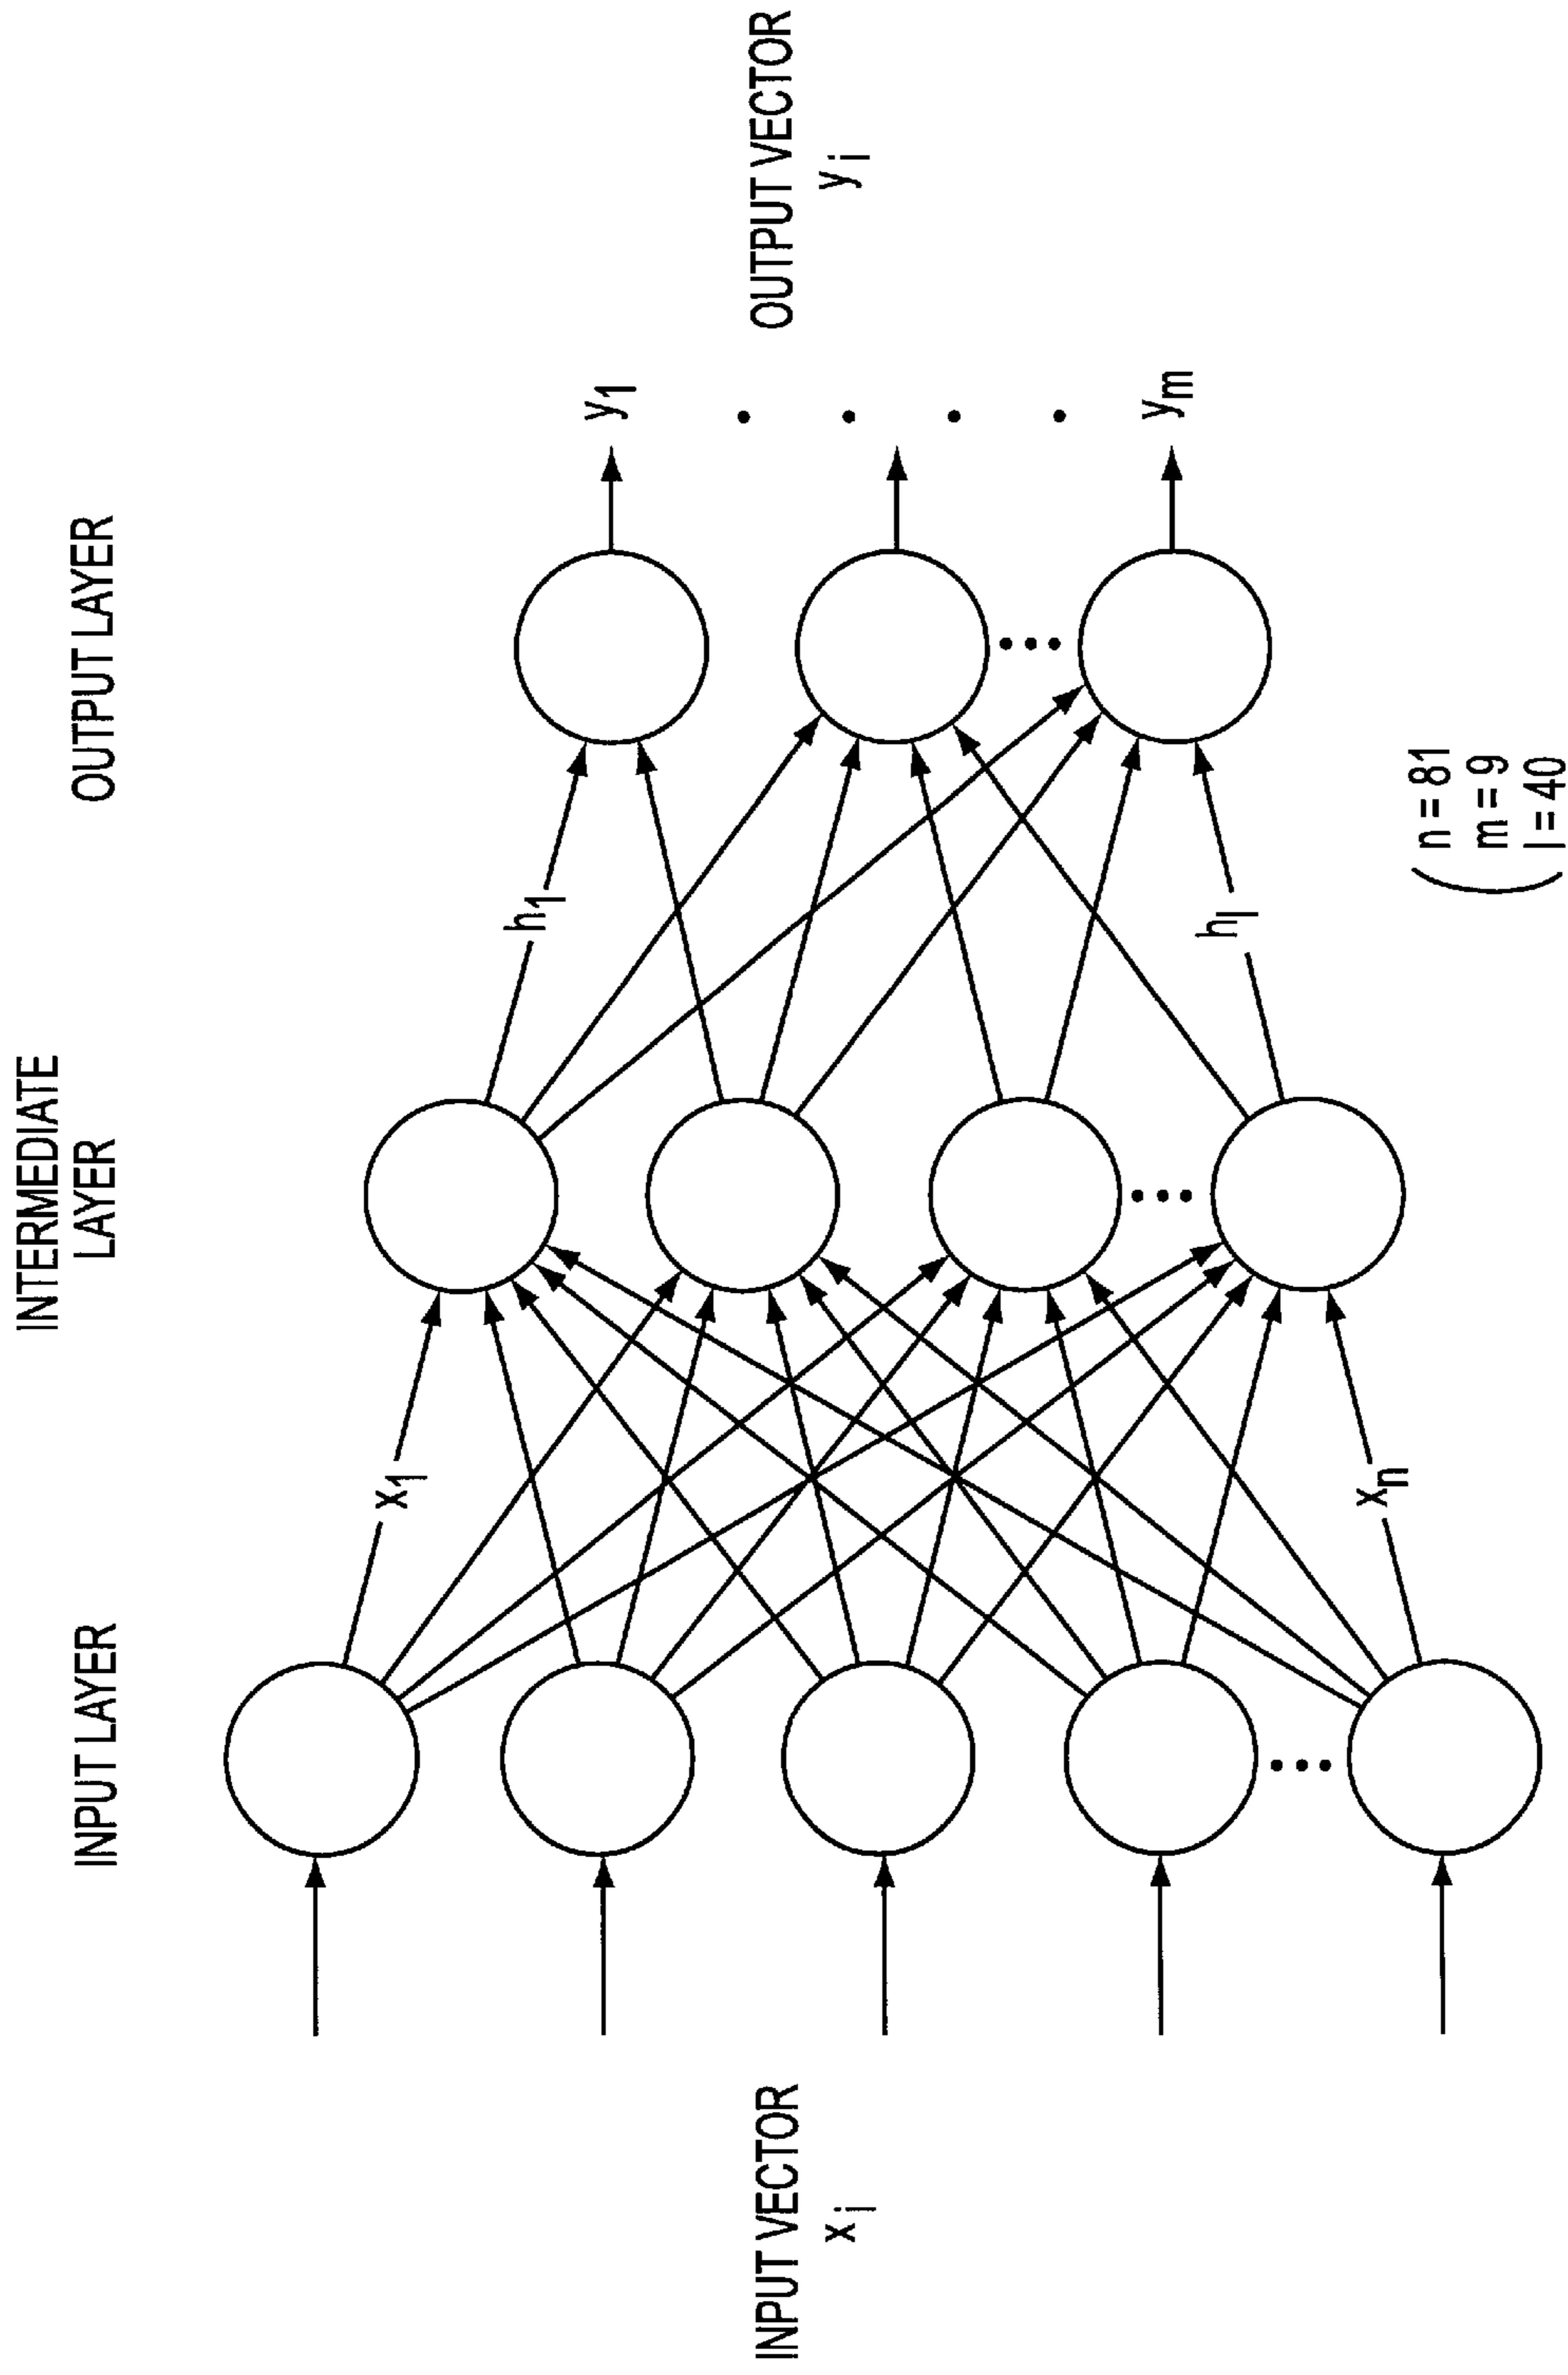 INPUT LAYER
INTERMEDIATE
LAYER
OUTPUT LAYER
INPUT VECTOR
xi
x1
xn
h1
hl
y1
ym
OUTPUT VECTOR
yi
( n = 81
m = 9
l = 40